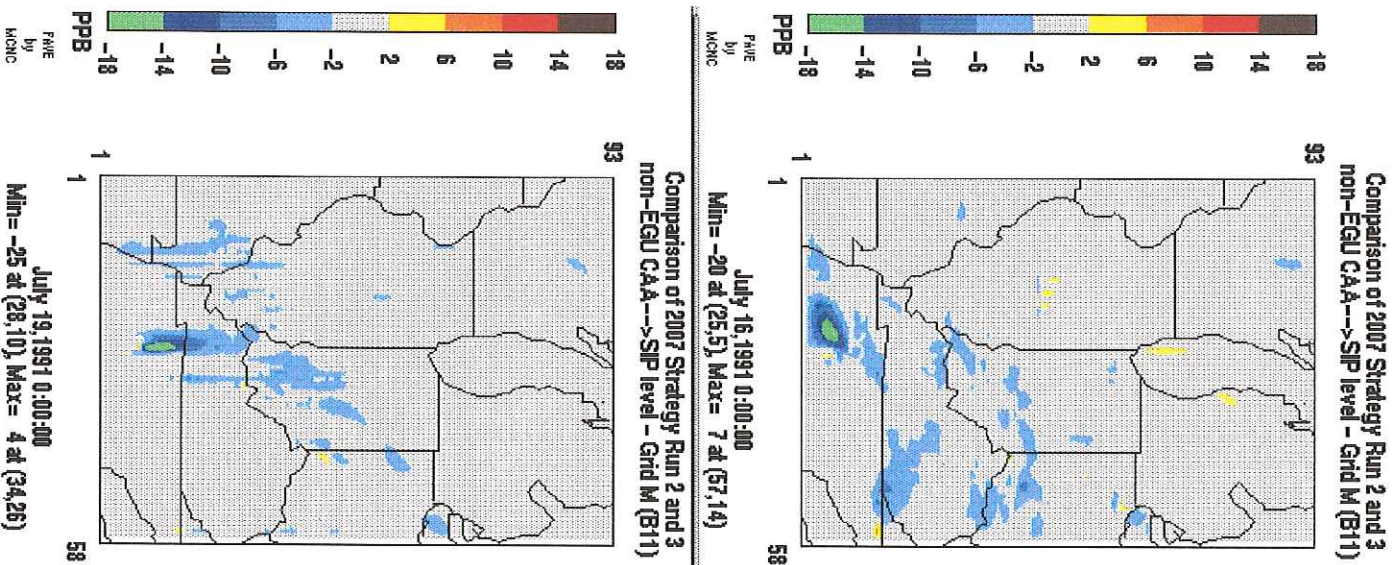 Comparison of 2007 Strategy Run 2 and 3
non-EGU CAA-->SIP level - Grid M (B11)
18
14
10
6
2
-2
-6
-10
-14
-18
PPB
PAVE
by
MCNC
93
1
1
58
July 16,1991 0:00:00
Min= -20 at (25,5), Max= 7 at (57,14)
Comparison of 2007 Strategy Run 2 and 3
non-EGU CAA-->SIP level - Grid M (B11)
18
14
10
6
2
-2
-6
-10
-14
-18
PPB
PAVE
by
MCNC
93
1
1
58
July 19,1991 0:00:00
Min= -25 at (28,10), Max= 4 at (34,26)